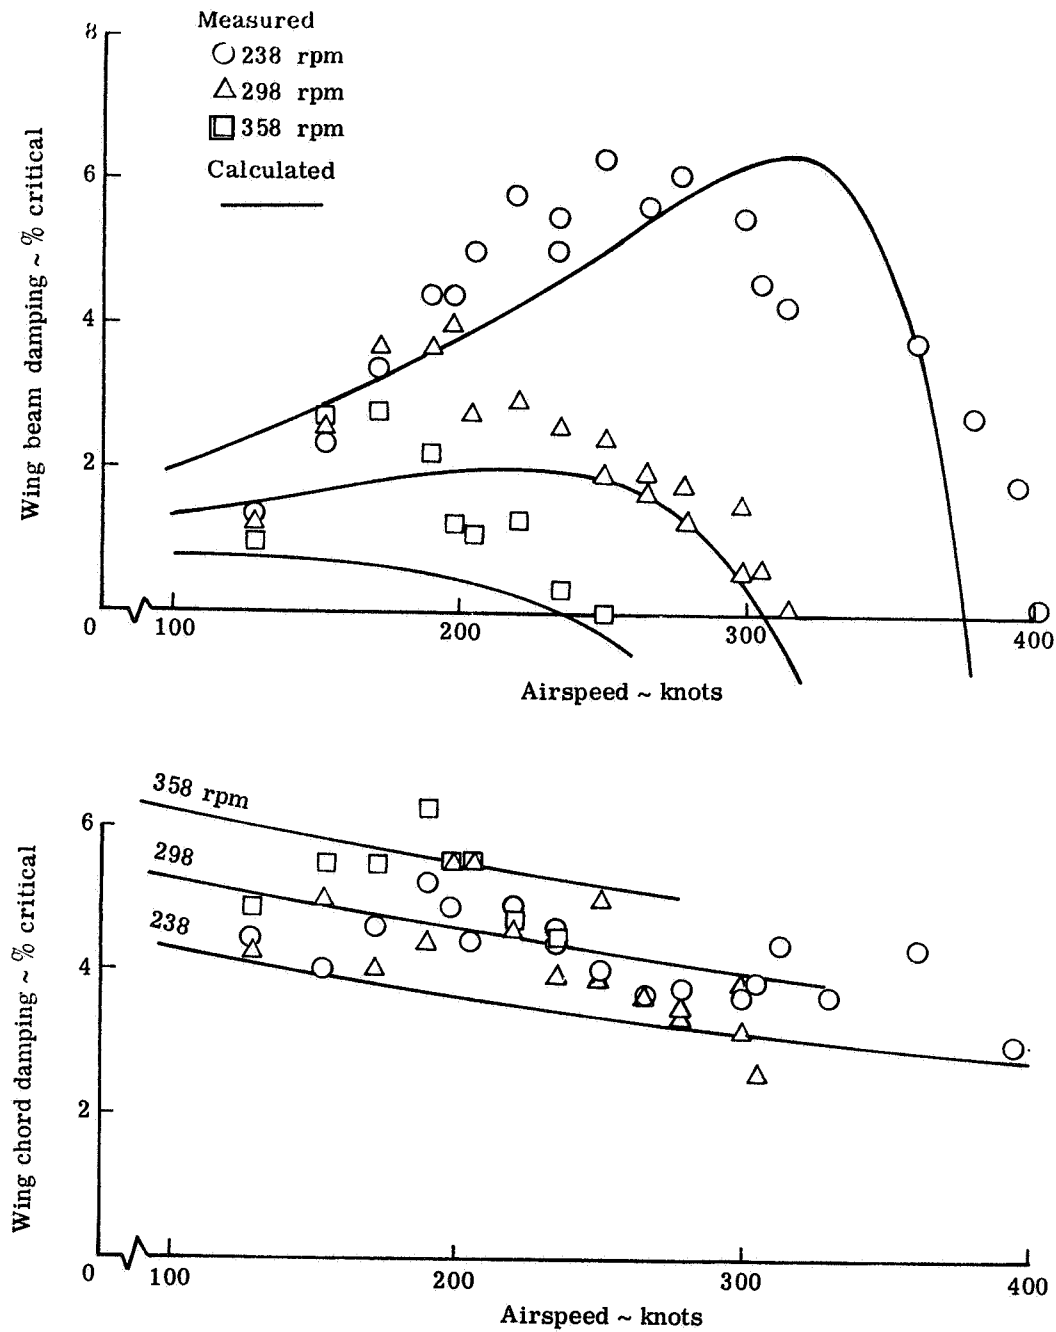 Measured
238 rpm
298 rpm
358 rpm
Calculated
Wing beam damping ~ % critical
8
6
4
2
0
100
200
300
400
Airspeed ~ knots
358 rpm
298
238
Wing chord damping ~ % critical
6
4
2
0
100
200
300
400
Airspeed ~ knots